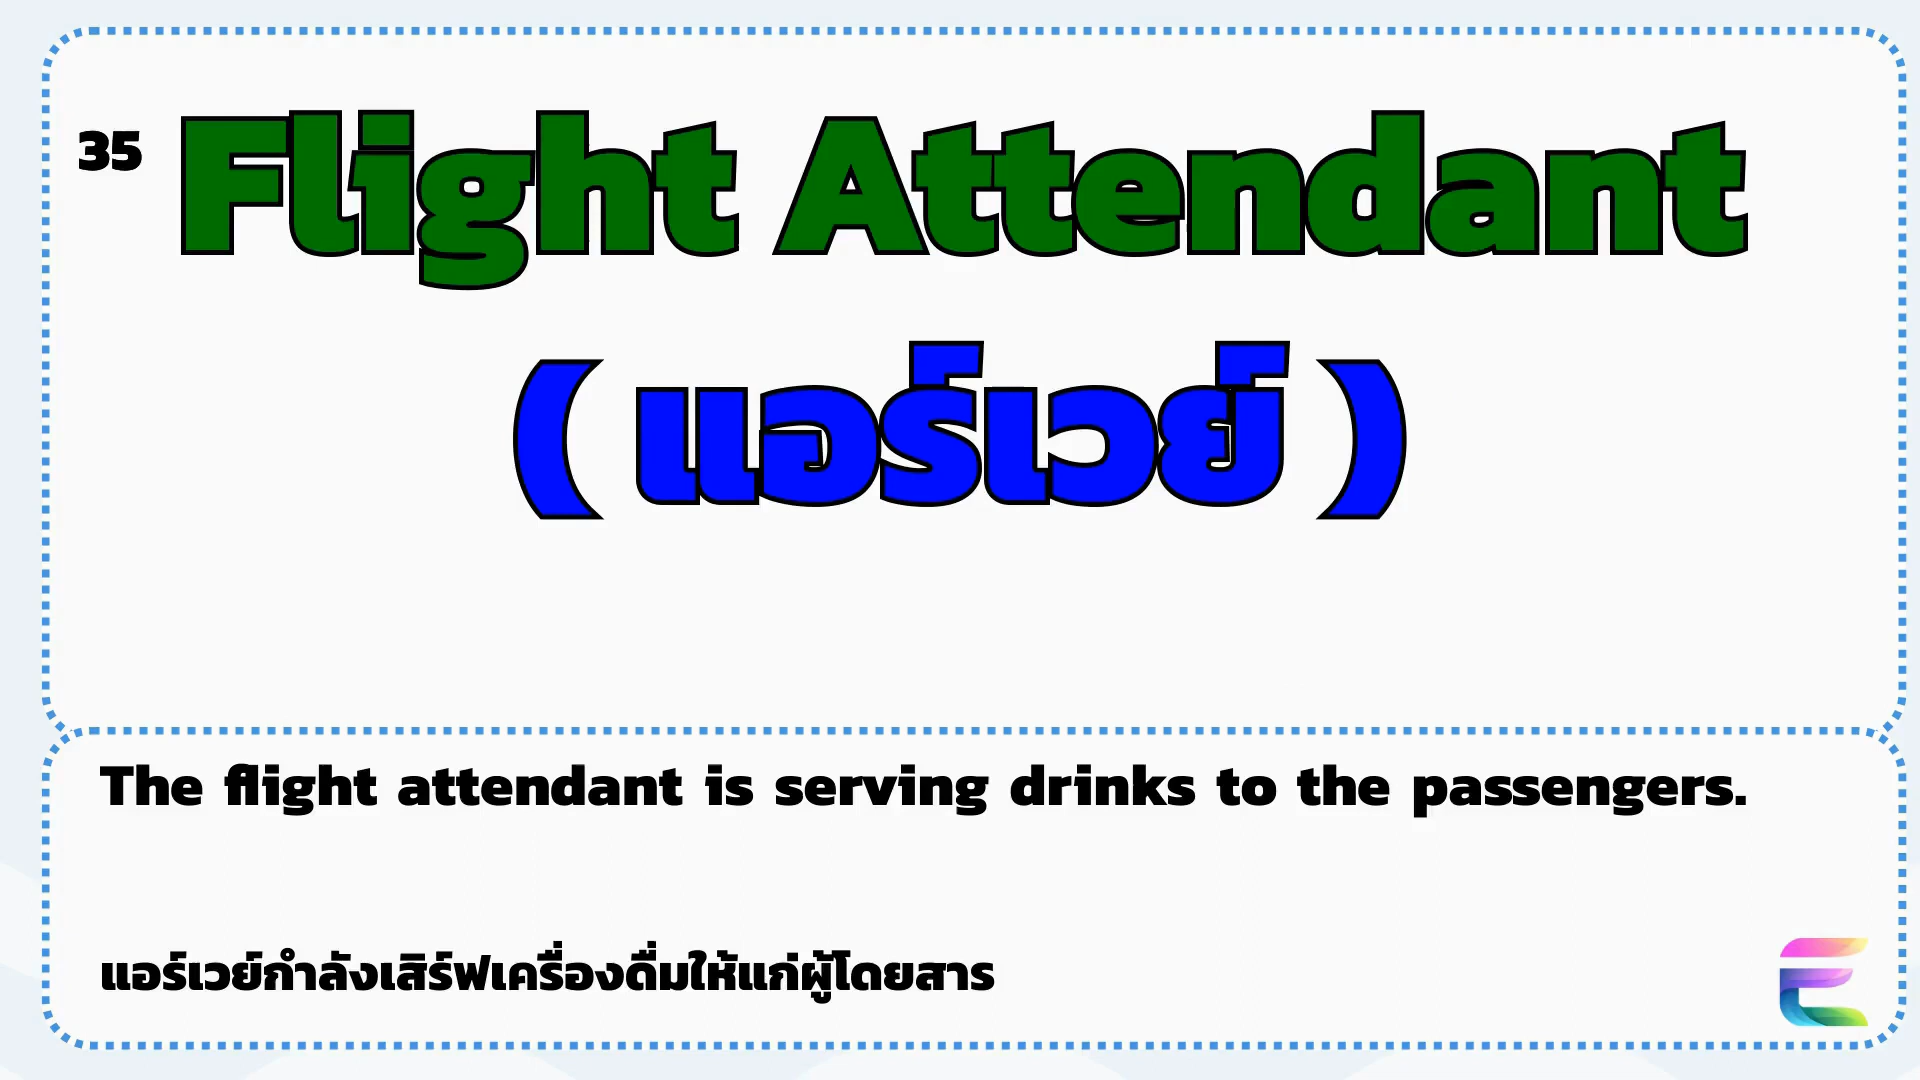 35
Flight Attendant
( แอร์เวย์ )
The flight attendant is serving drinks to the passengers.
แอร์เวย์กำลังเสิร์ฟเครื่องดื่มให้แก่ผู้โดยสาร